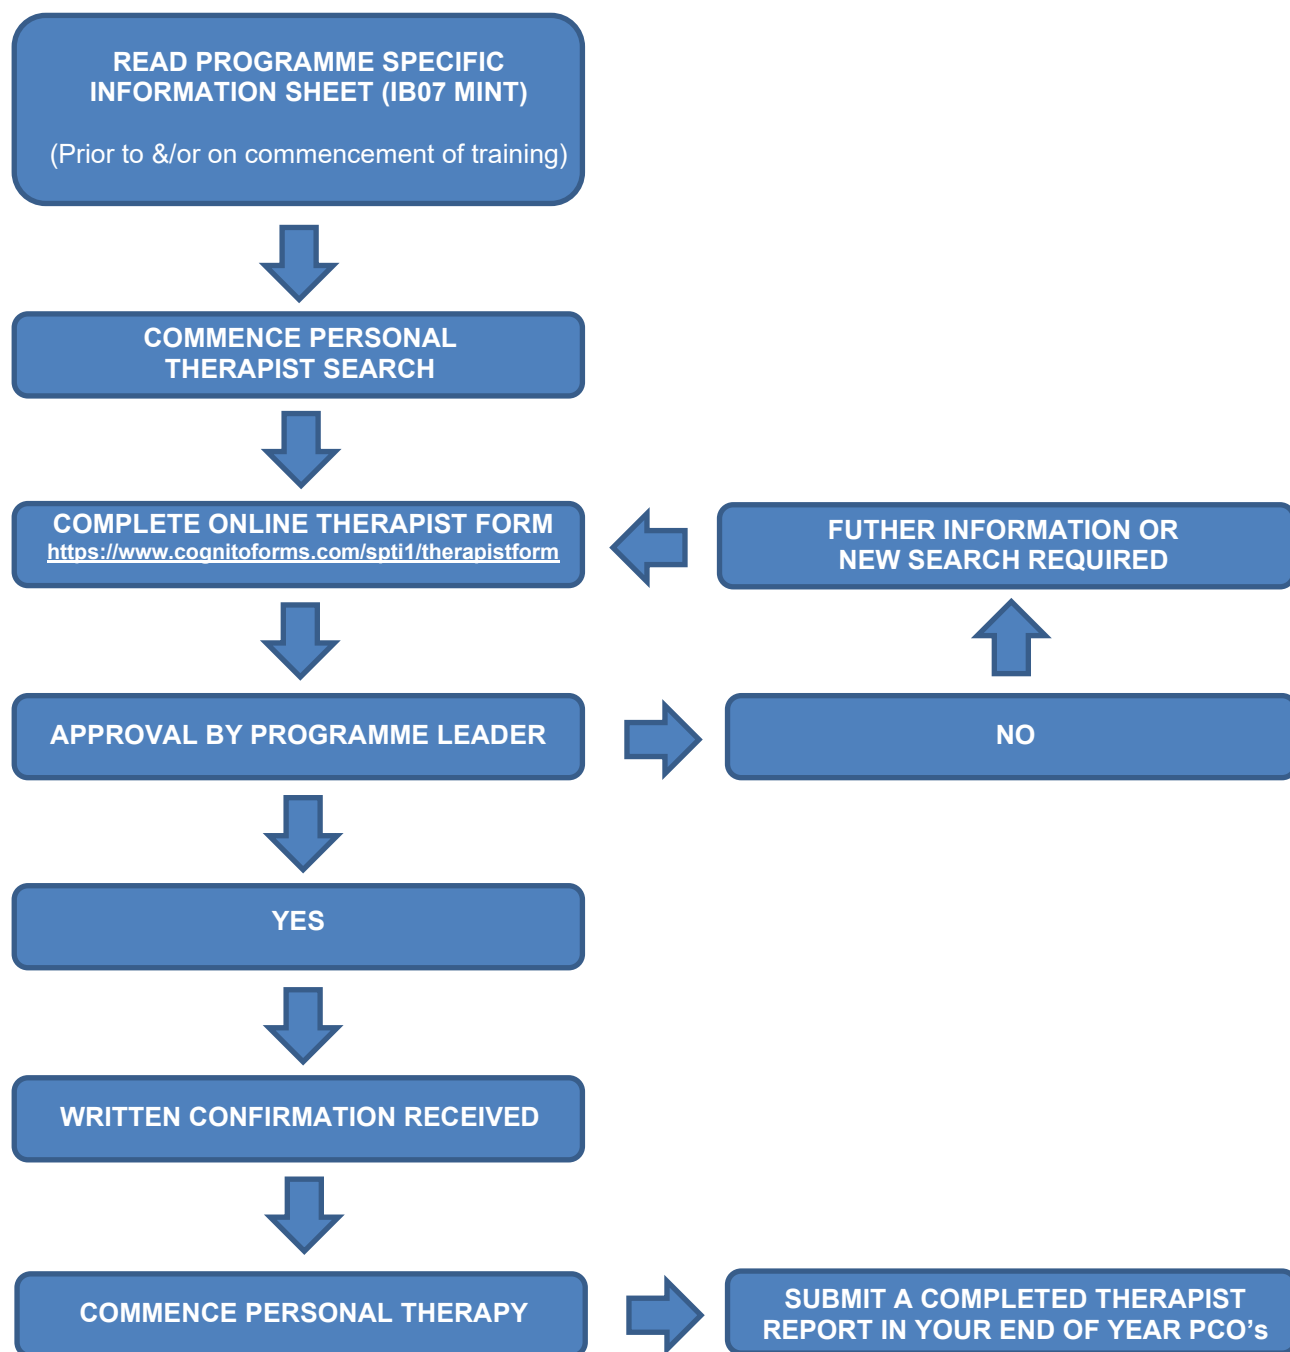 READ PROGRAMME SPECIFIC
INFORMATION SHEET (IB07 MINT)
(Prior to &/or on commencement of training)
COMMENCE PERSONAL
THERAPIST SEARCH
COMPLETE ONLINE THERAPIST FORM
https://www.cognitoforms.com/spti1/therapistform
FUTHER INFORMATION OR
NEW SEARCH REQUIRED
APPROVAL BY PROGRAMME LEADER
NO
YES
WRITTEN CONFIRMATION RECEIVED
COMMENCE PERSONAL THERAPY
SUBMIT A COMPLETED THERAPIST
REPORT IN YOUR END OF YEAR PCO’s